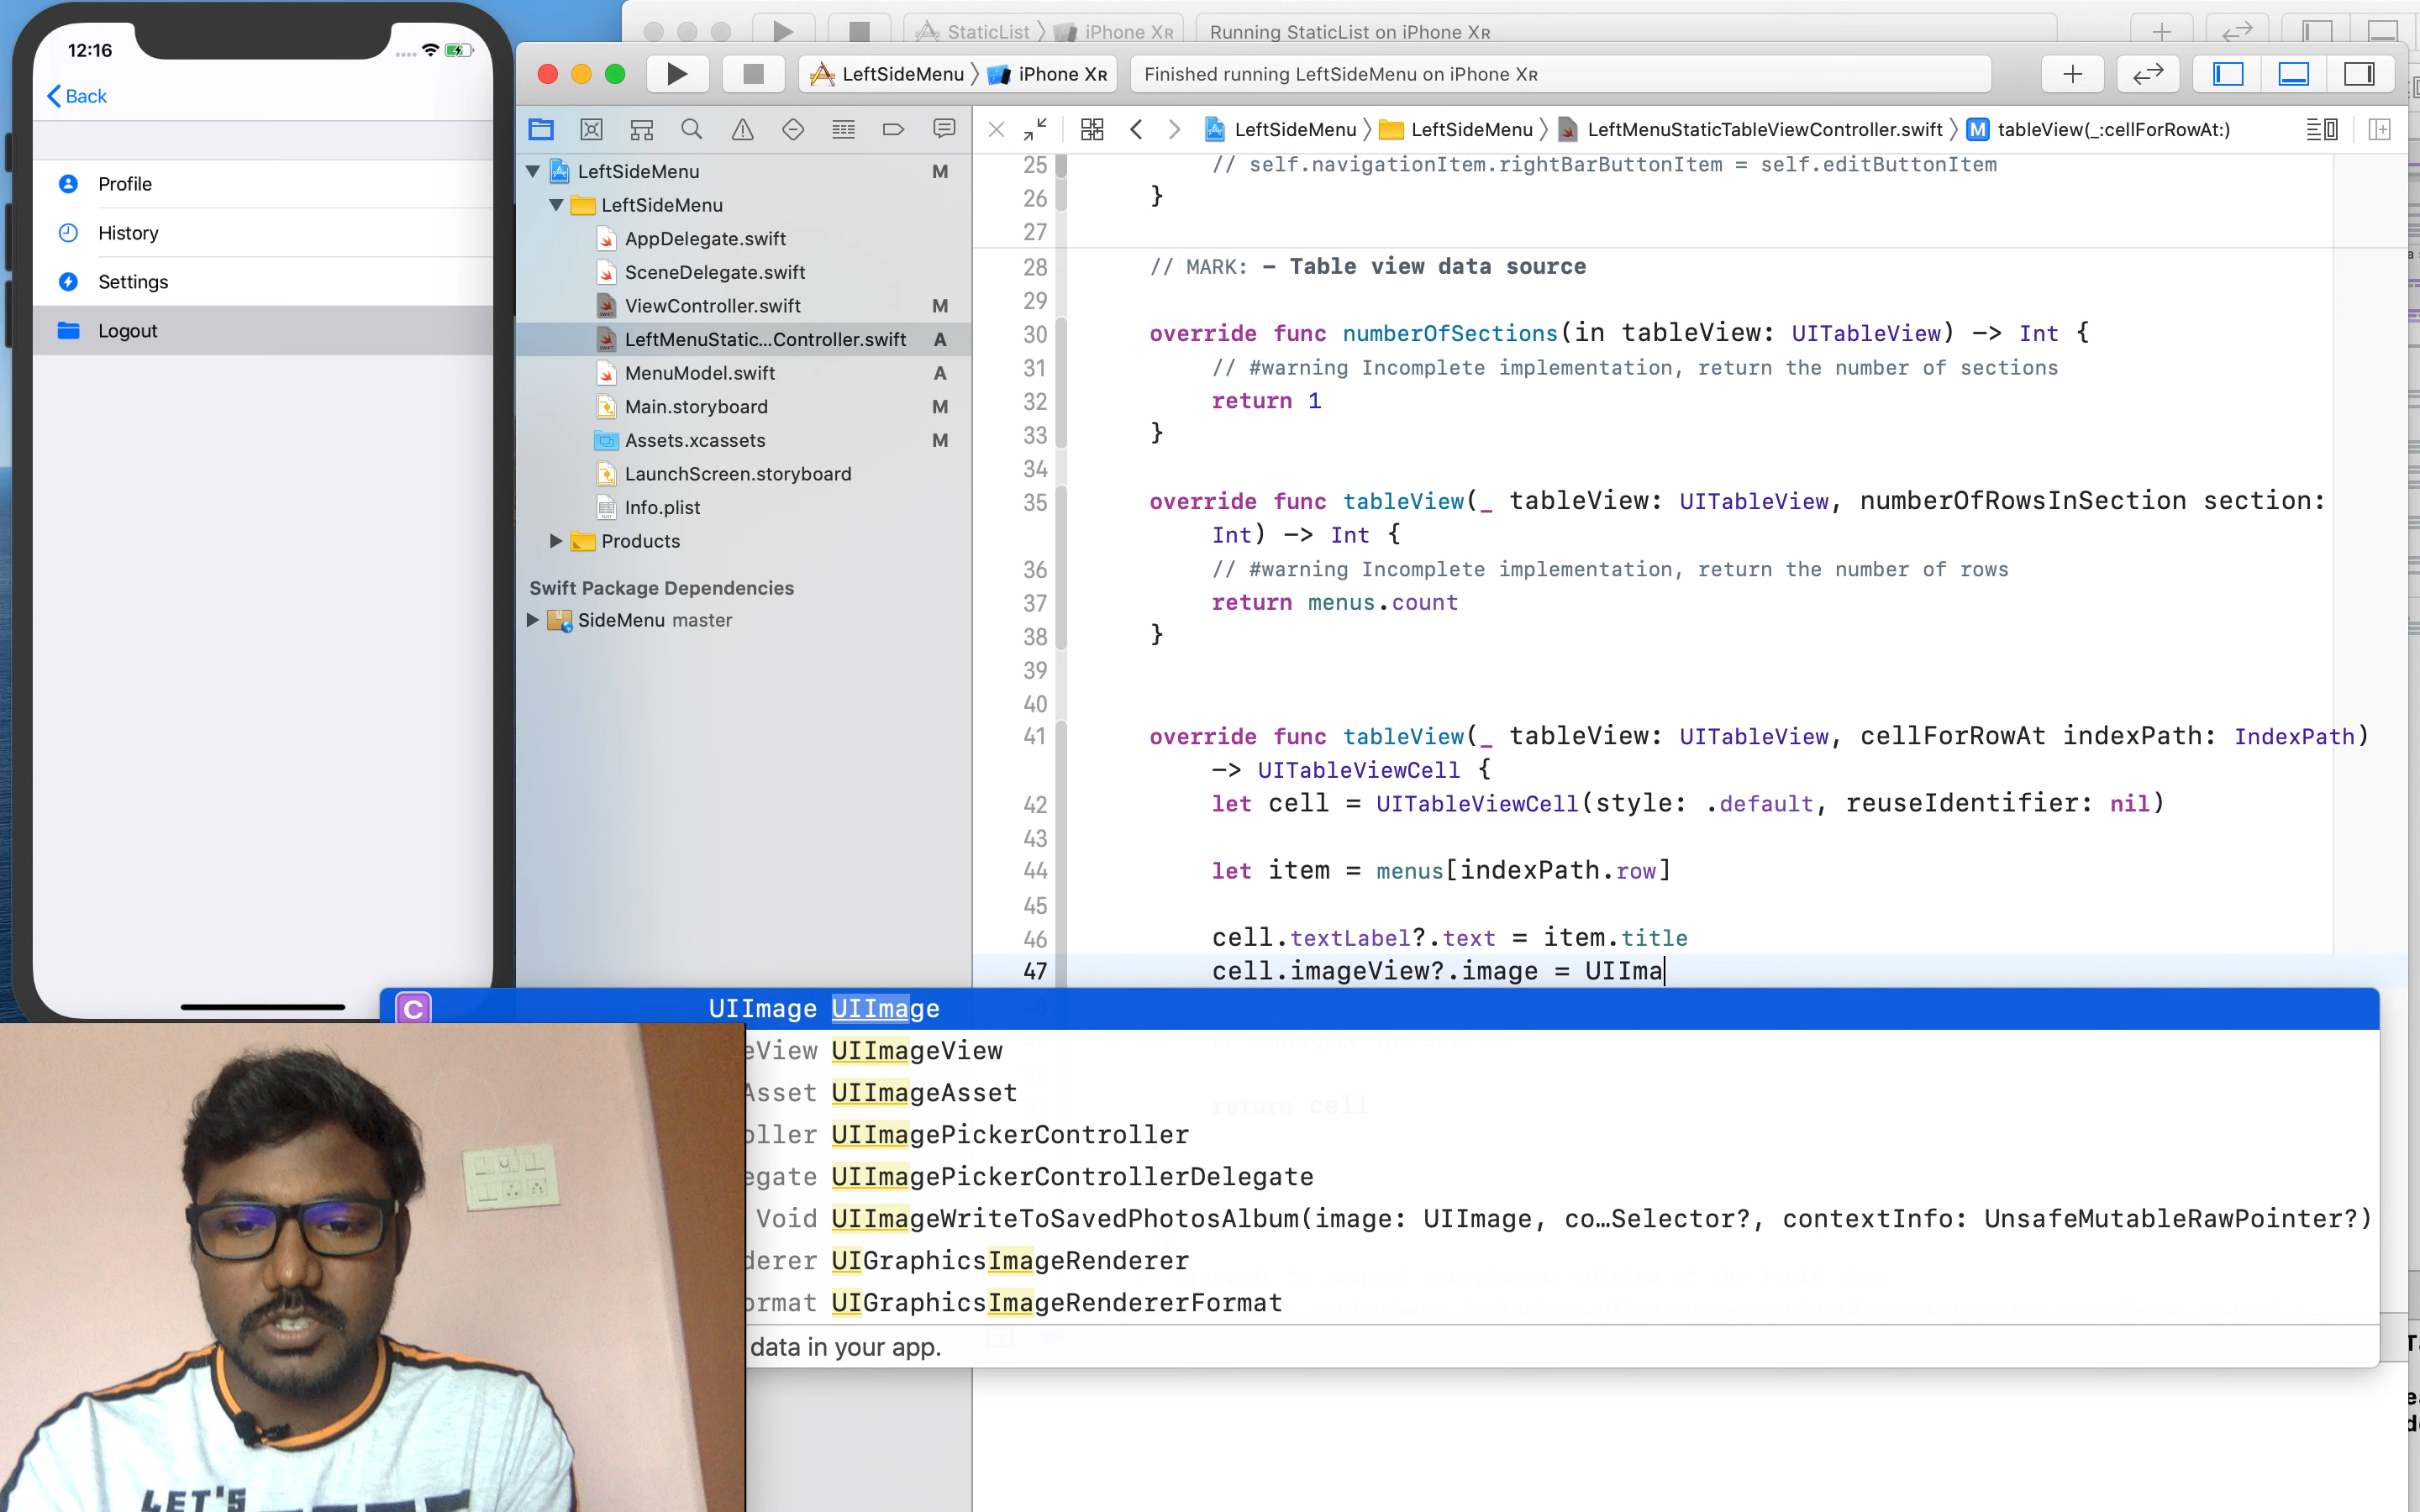 12:16
Back
Profile
History
Settings
Logout
StaticList
iPhone XR
Running StaticList on iPhone XR
LeftSideMenu
iPhone XR
Finished running LeftSideMenu on iPhone XR
LeftSideMenu
LeftSideMenu
LeftMenuStaticTableViewController.swift
M
tableView(_:cellForRowAt:)
LeftSideMenu M
LeftSideMenu
AppDelegate.swift
SceneDelegate.swift
ViewController.swift M
LeftMenuStatic...Controller.swift A
MenuModel.swift A
Main.storyboard M
Assets.xcassets M
LaunchScreen.storyboard
Info.plist
Products
Swift Package Dependencies
SideMenu master
25 // self.navigationItem.rightBarButtonItem = self.editButtonItem
26 }
27
28 // MARK: - Table view data source
29
30 override func numberOfSections(in tableView: UITableView) -> Int {
31 // #warning Incomplete implementation, return the number of sections
32 return 1
33 }
34
35 override func tableView(_ tableView: UITableView, numberOfRowsInSection section:
Int) -> Int {
36 // #warning Incomplete implementation, return the number of rows
37 return menus.count
38 }
39
40
41 override func tableView(_ tableView: UITableView, cellForRowAt indexPath: IndexPath)
-> UITableViewCell {
42 let cell = UITableViewCell(style: .default, reuseIdentifier: nil)
43
44 let item = menus[indexPath.row]
45
46 cell.textLabel?.text = item.title
47 cell.imageView?.image = UIIma
C UIImage UIImage
eView UIImageView
Asset UIImageAsset
oller UIImagePickerController
egate UIImagePickerControllerDelegate
Void UIImageWriteToSavedPhotosAlbum(image: UIImage, co...Selector?, contextInfo: UnsafeMutableRawPointer?)
derer UIGraphicsImageRenderer
ormat UIGraphicsImageRendererFormat
data in your app.
return cell
LET'S